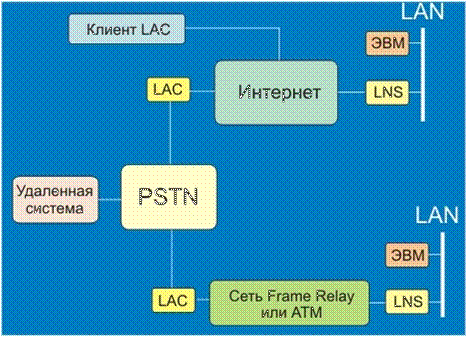 LAN
Клиент LAC
ЭВМ
LAC
Интернет
LNS
Удаленная
система
PSTN
LAN
ЭВМ
LAC
Сеть Frame Relay
или ATM
LNS